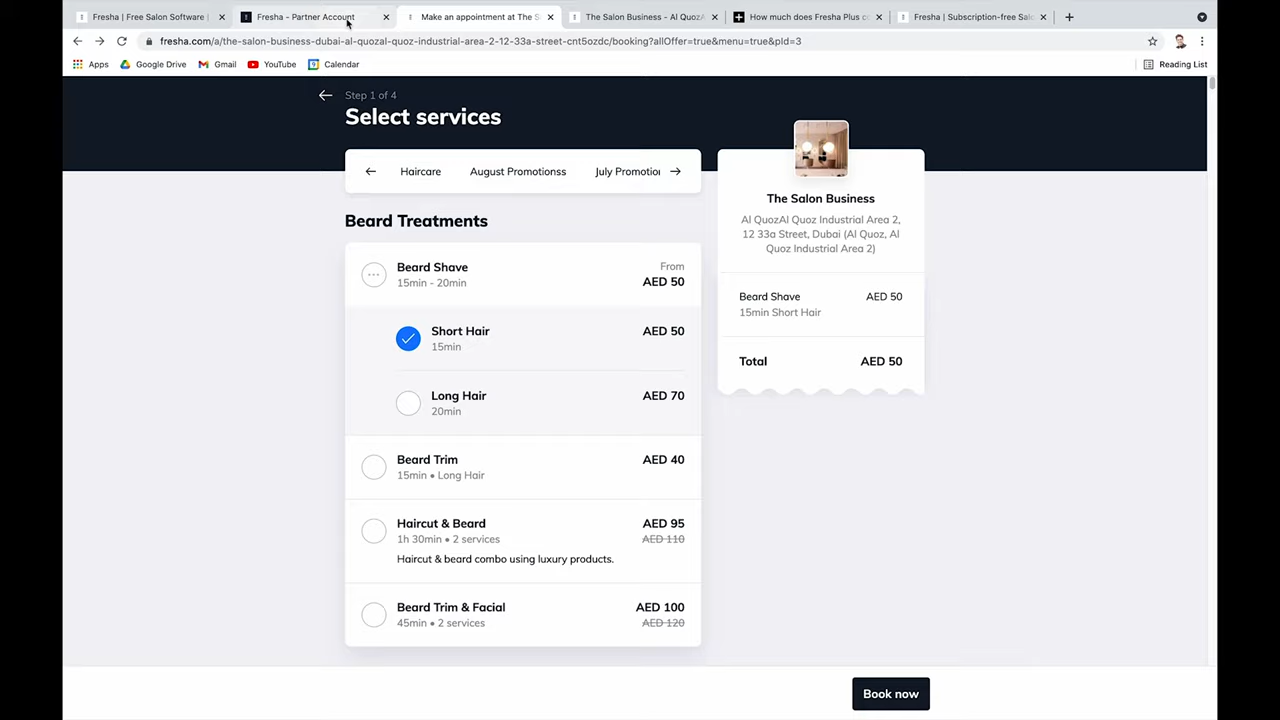 Fresha | Free Salon Software |
Fresha - Partner Account
Make an appointment at The S
The Salon Business - Al QuozA
How much does Fresha Plus co
Fresha | Subscription-free Salo
fresha.com/a/the-salon-business-dubai-al-quozal-quoz-industrial-area-2-12-33a-street-cnt5ozdc/booking?allOffer=true&menu=true&pId=3
Apps
Google Drive
Gmail
YouTube
Calendar
Reading List
Step 1 of 4
Select services
Haircare
August Promotionss
July Promotion
Beard Treatments
Beard Shave
From
15min - 20min
AED 50
Short Hair
AED 50
15min
Long Hair
AED 70
20min
Beard Trim
AED 40
15min • Long Hair
Haircut & Beard
AED 95
1h 30min • 2 services
AED 110
Haircut & beard combo using luxury products.
Beard Trim & Facial
AED 100
45min • 2 services
AED 120
The Salon Business
Al QuozAl Quoz Industrial Area 2,
12 33a Street, Dubai (Al Quoz, Al
Quoz Industrial Area 2)
Beard Shave
AED 50
15min Short Hair
Total
AED 50
Book now